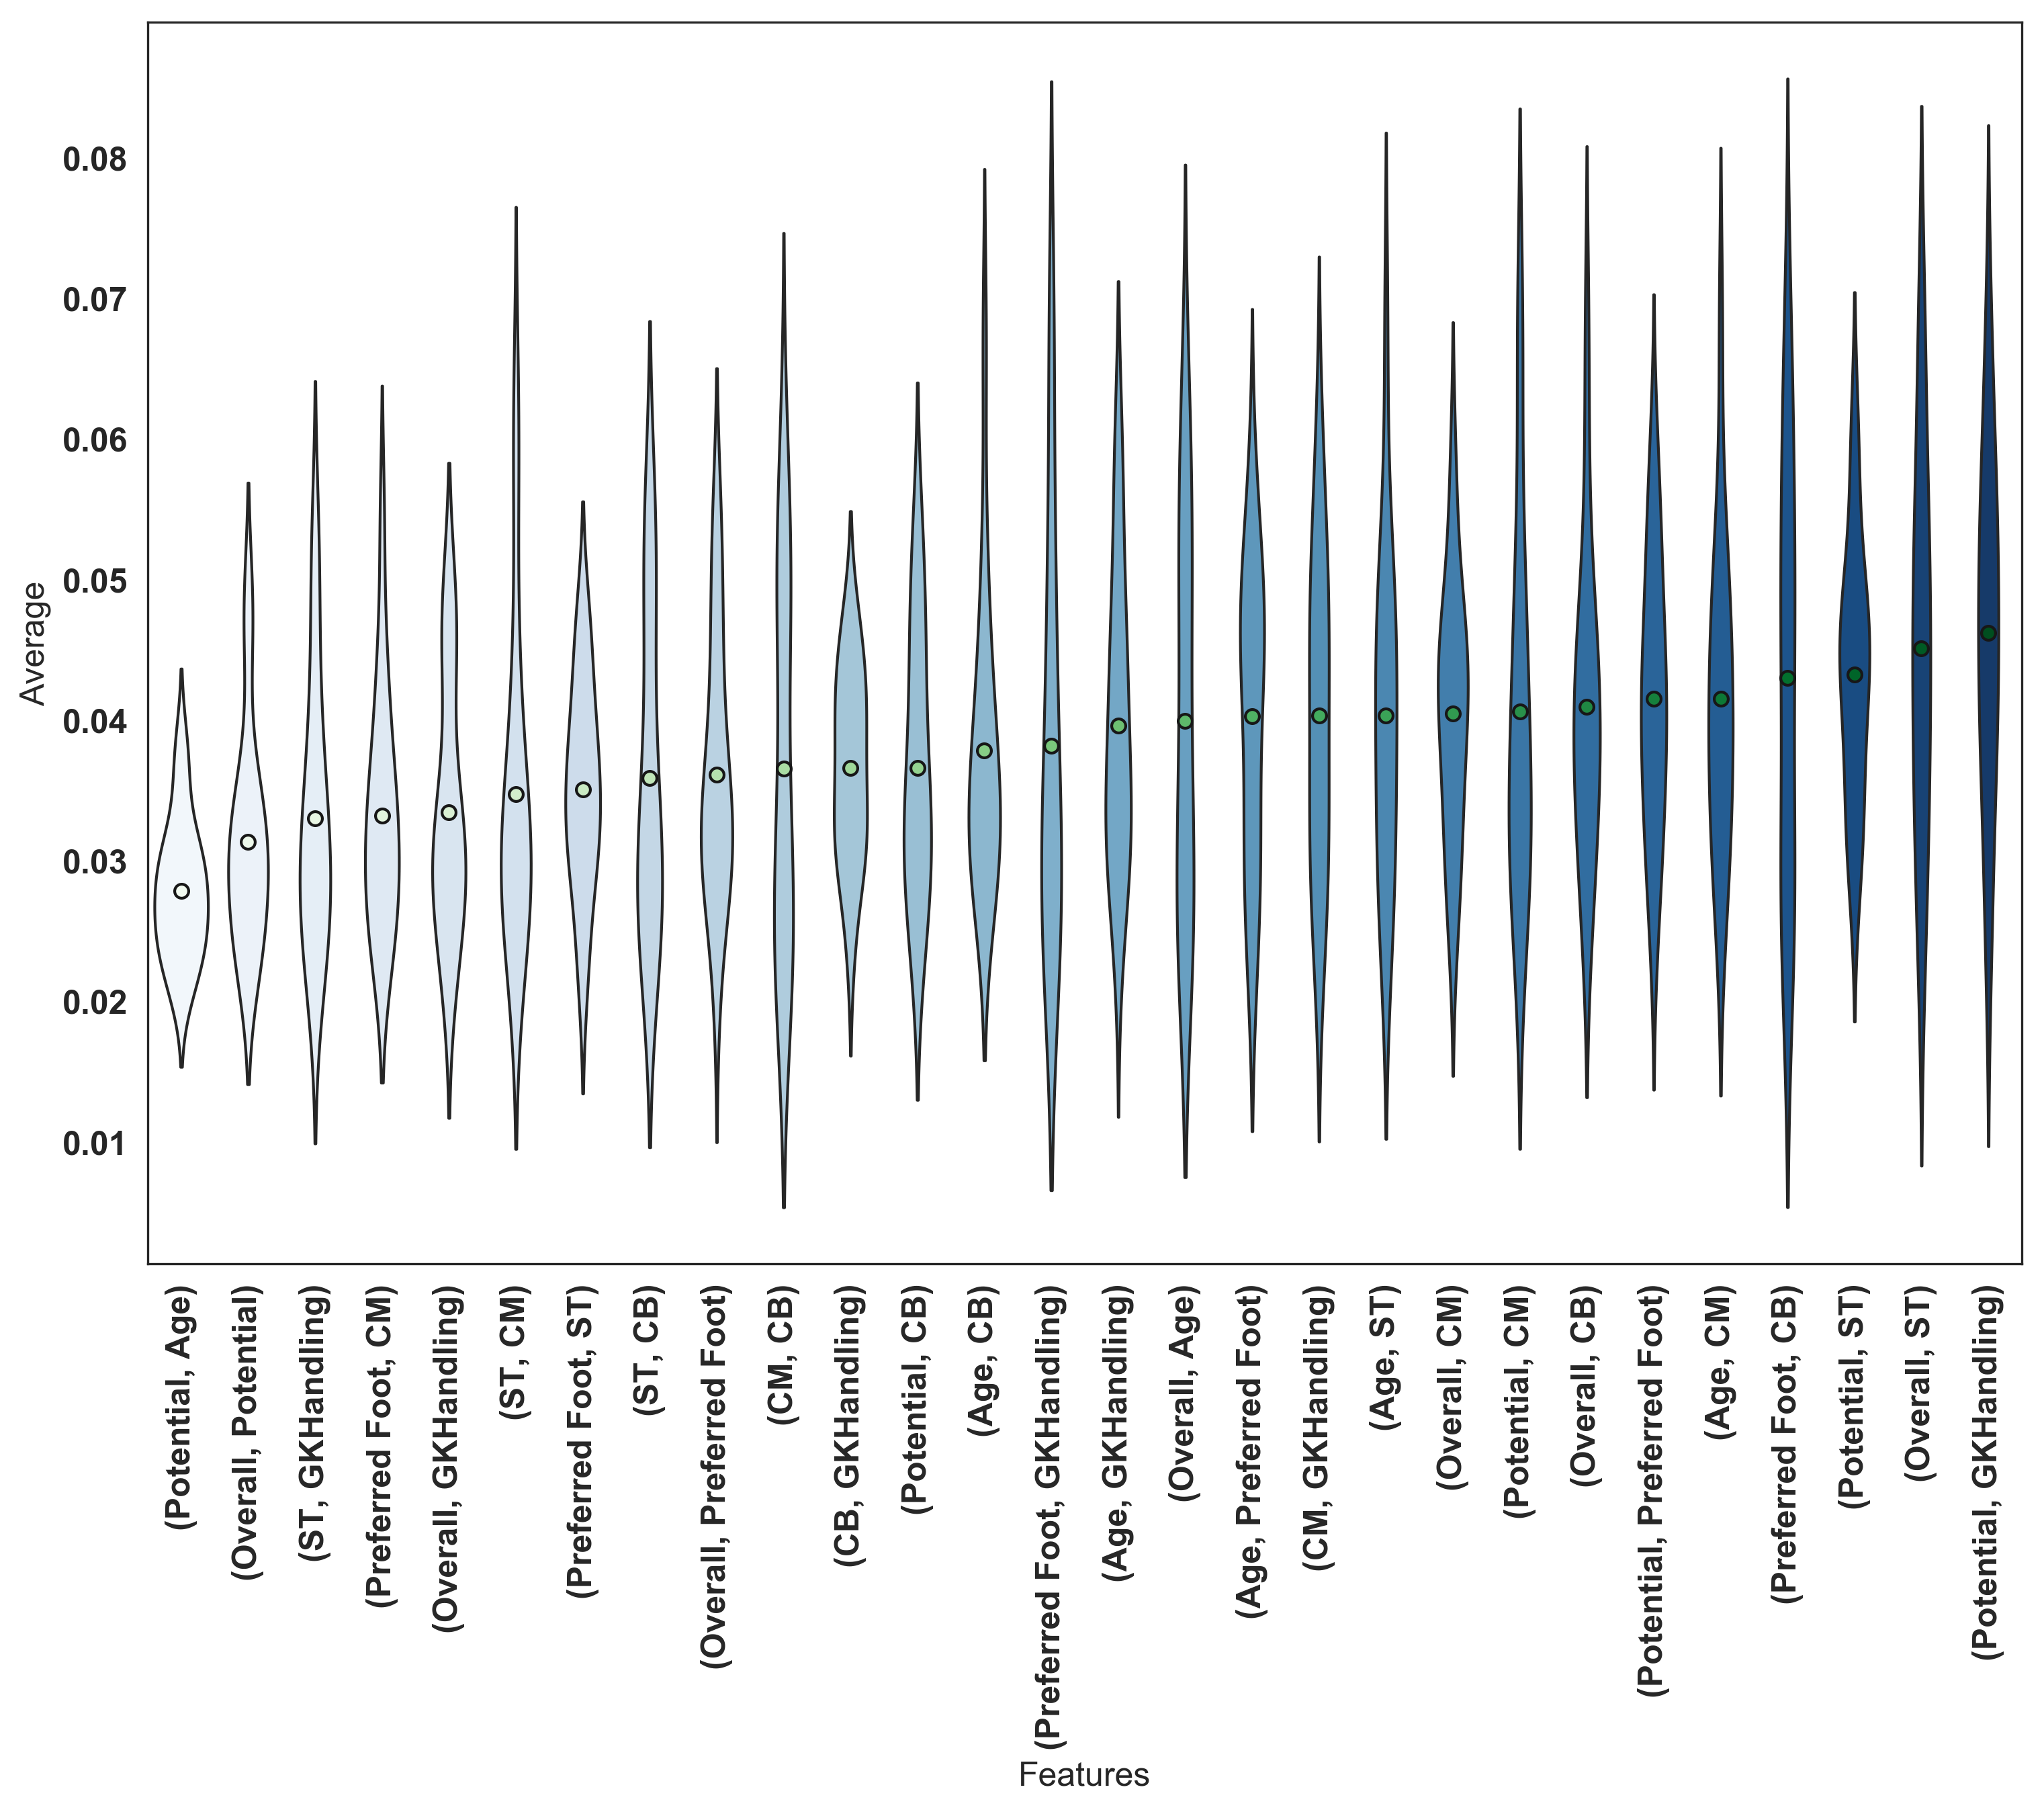 Average
0.08
0.07
0.06
0.05
0.04
0.03
0.02
0.01
(Potential, Age)
(Overall, Potential)
(ST, GKHandling)
(Preferred Foot, CM)
(Overall, GKHandling)
(ST, CM)
(Preferred Foot, ST)
(ST, CB)
(Overall, Preferred Foot)
(CM, CB)
(CB, GKHandling)
(Potential, CB)
(Age, CB)
(Preferred Foot, GKHandling)
(Age, GKHandling)
(Overall, Age)
(Age, Preferred Foot)
(CM, GKHandling)
(Age, ST)
(Overall, CM)
(Potential, CM)
(Overall, CB)
(Potential, Preferred Foot)
(Age, CM)
(Preferred Foot, CB)
(Potential, ST)
(Overall, ST)
(Potential, GKHandling)
Features